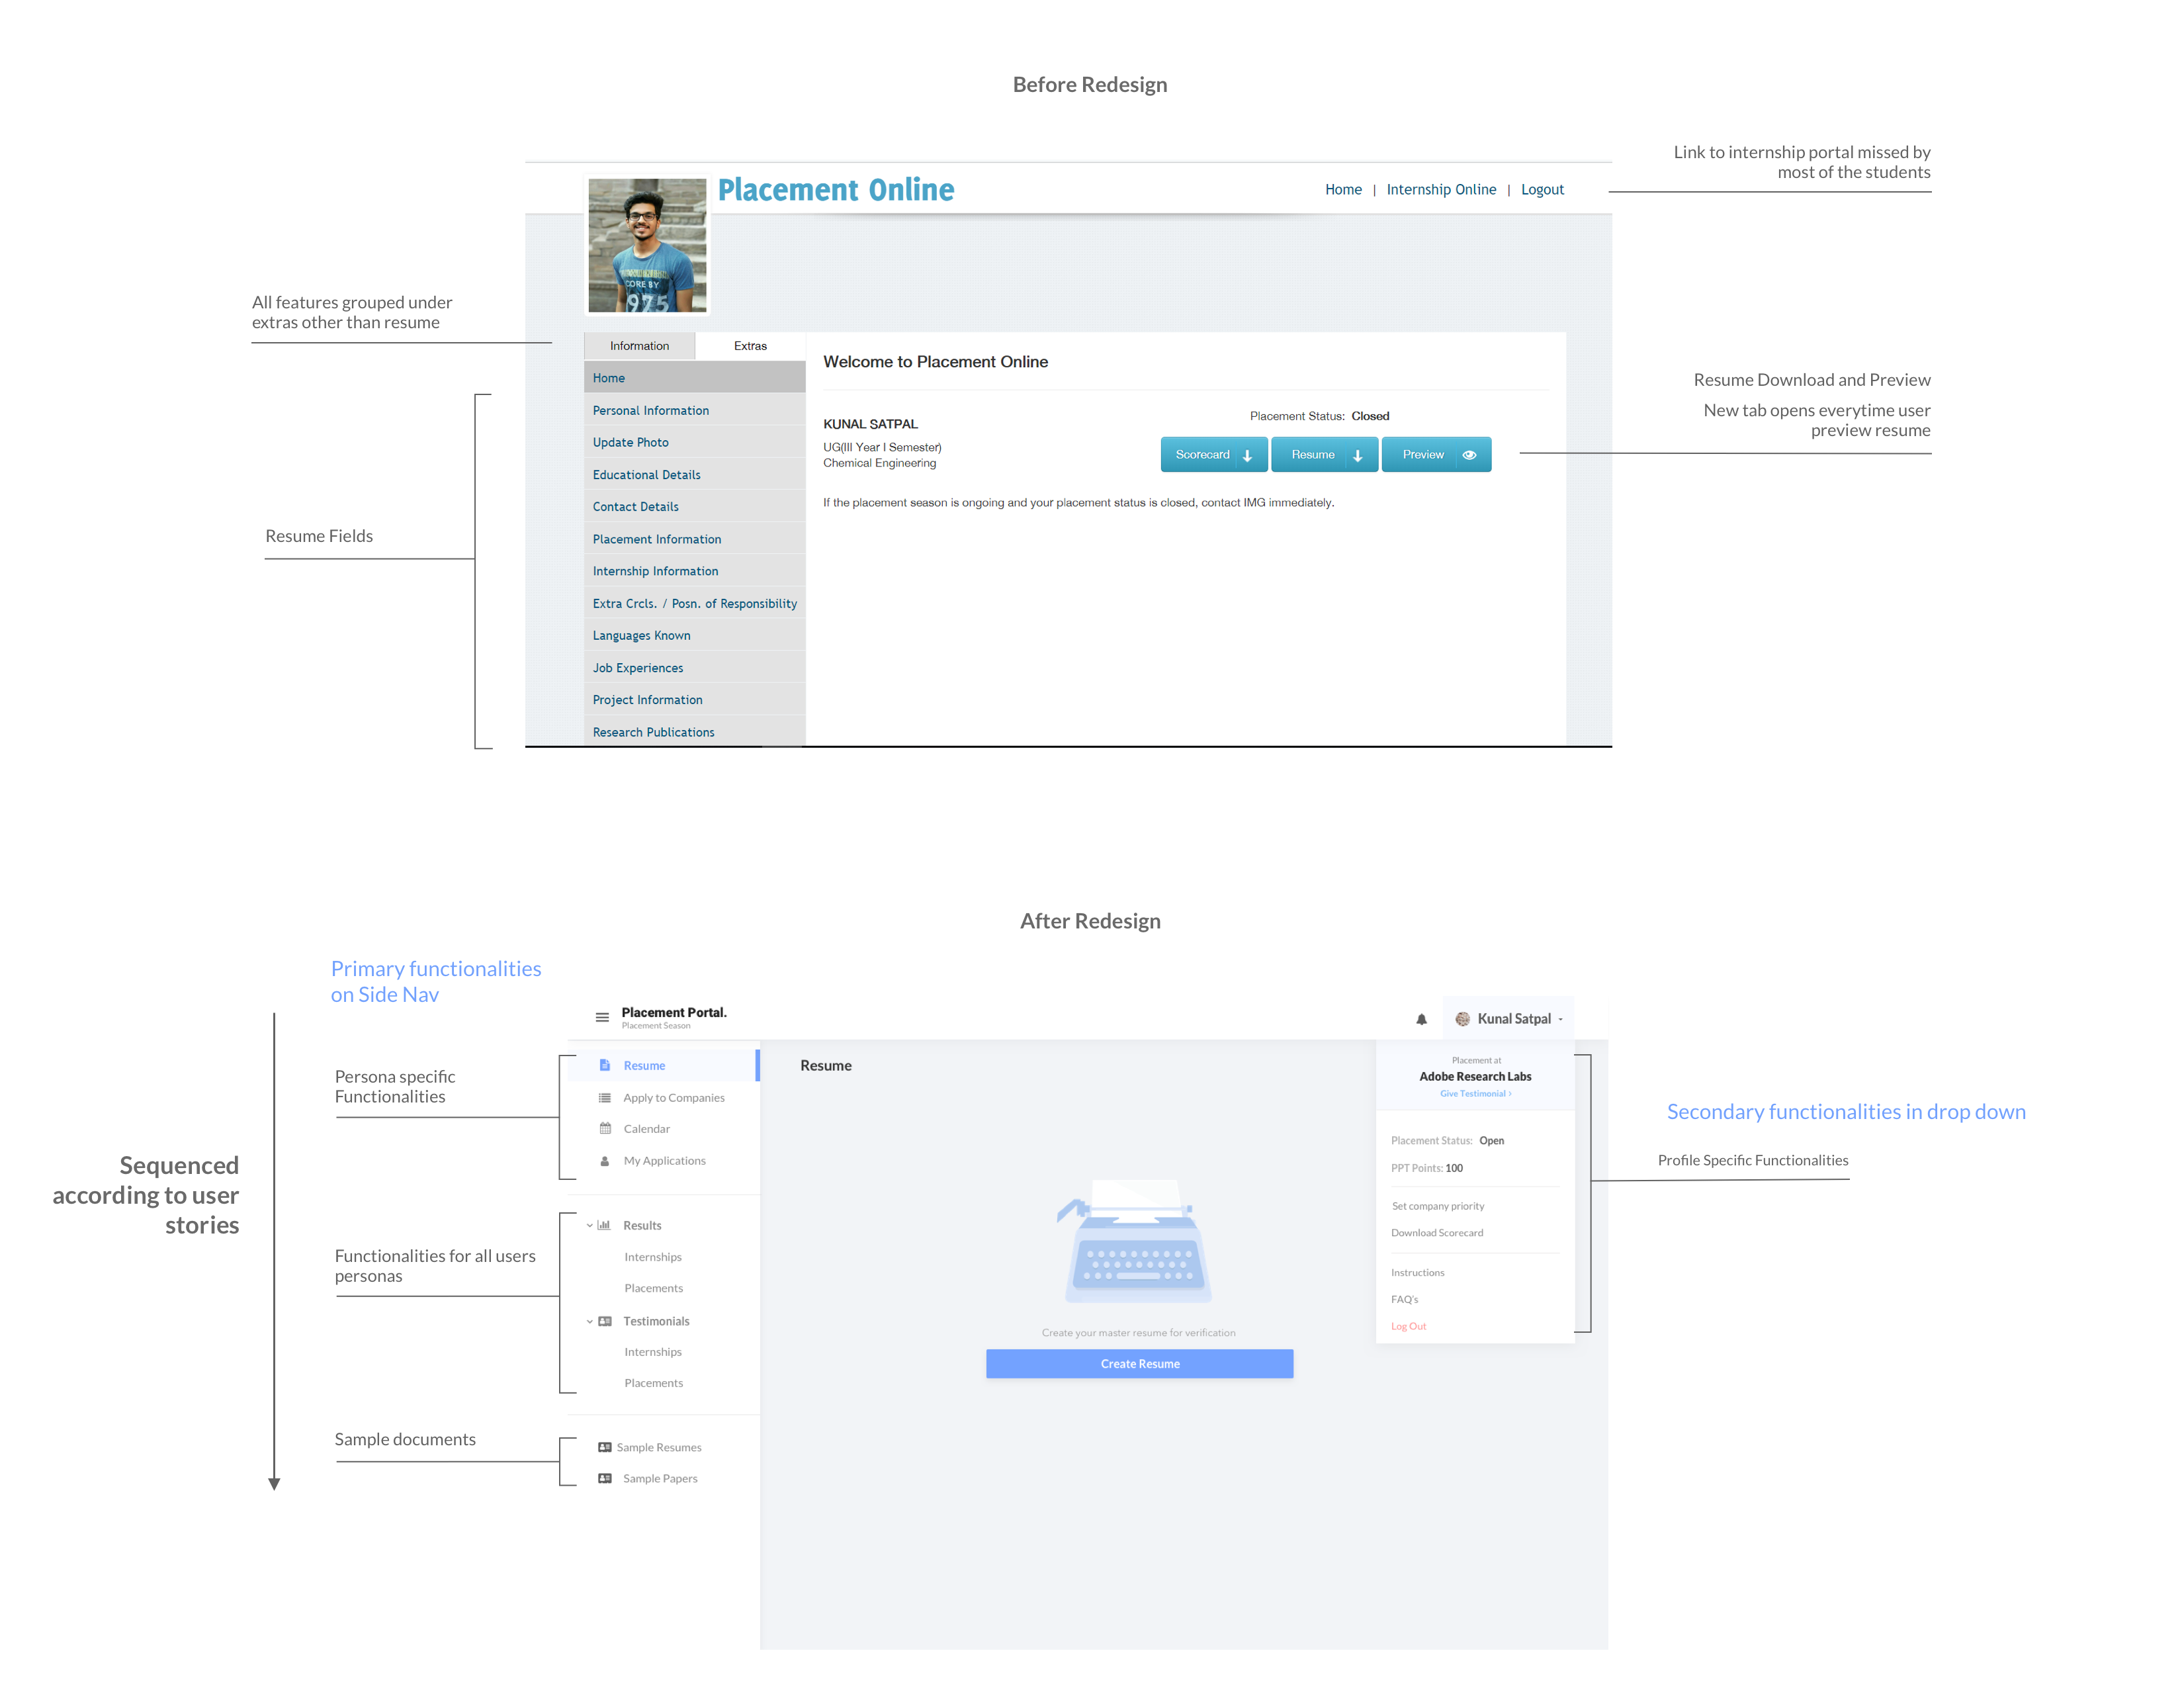 Before Redesign
Link to internship portal missed by
most of the students
Placement Online
Home | Internship Online | Logout
CORE BY
1975
All features grouped under
extras other than resume
Information
Extras
Welcome to Placement Online
Home
Personal Information
Update Photo
Educational Details
Contact Details
Placement Information
Internship Information
Extra Crcls. / Posn. of Responsibility
Languages Known
Job Experiences
Project Information
Research Publications
Resume Fields
KUNAL SATPAL
UG(III Year I Semester)
Chemical Engineering
Placement Status: Closed
Scorecard
Resume
Preview
If the placement season is ongoing and your placement status is closed, contact IMG immediately.
Resume Download and Preview
New tab opens everytime user
preview resume
After Redesign
Primary functionalities
on Side Nav
Sequenced
according to user
stories
Persona specific
Functionalities
Functionalities for all users
personas
Sample documents
Placement Portal.
Placement Season
Kunal Satpal
Resume
Apply to Companies
Calendar
My Applications
Results
Internships
Placements
Testimonials
Internships
Placements
Sample Resumes
Sample Papers
Resume
Create your master resume for verification
Create Resume
Placement at
Adobe Research Labs
Give Testimonial >
Placement Status: Open
PPT Points: 100
Set company priority
Download Scorecard
Instructions
FAQ's
Log Out
Secondary functionalities in drop down
Profile Specific Functionalities